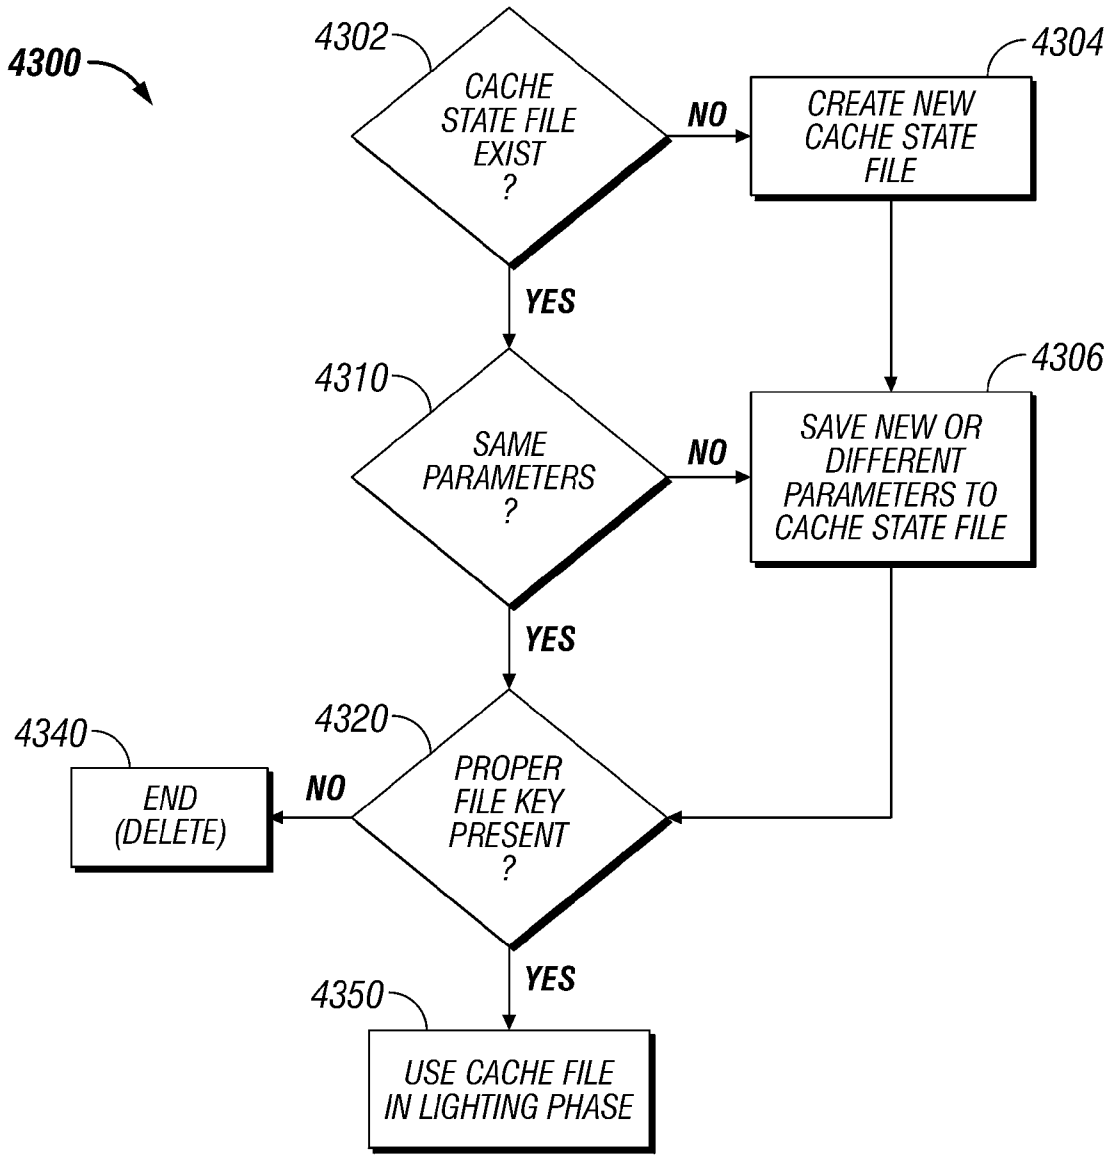 4300
4302
CACHE
STATE FILE
EXIST
?
NO
4304
CREATE NEW
CACHE STATE
FILE
YES
4310
SAME
PARAMETERS
?
NO
4306
SAVE NEW OR
DIFFERENT
PARAMETERS TO
CACHE STATE FILE
YES
4320
PROPER
FILE KEY
PRESENT
?
NO
4340
END
(DELETE)
YES
4350
USE CACHE FILE
IN LIGHTING PHASE